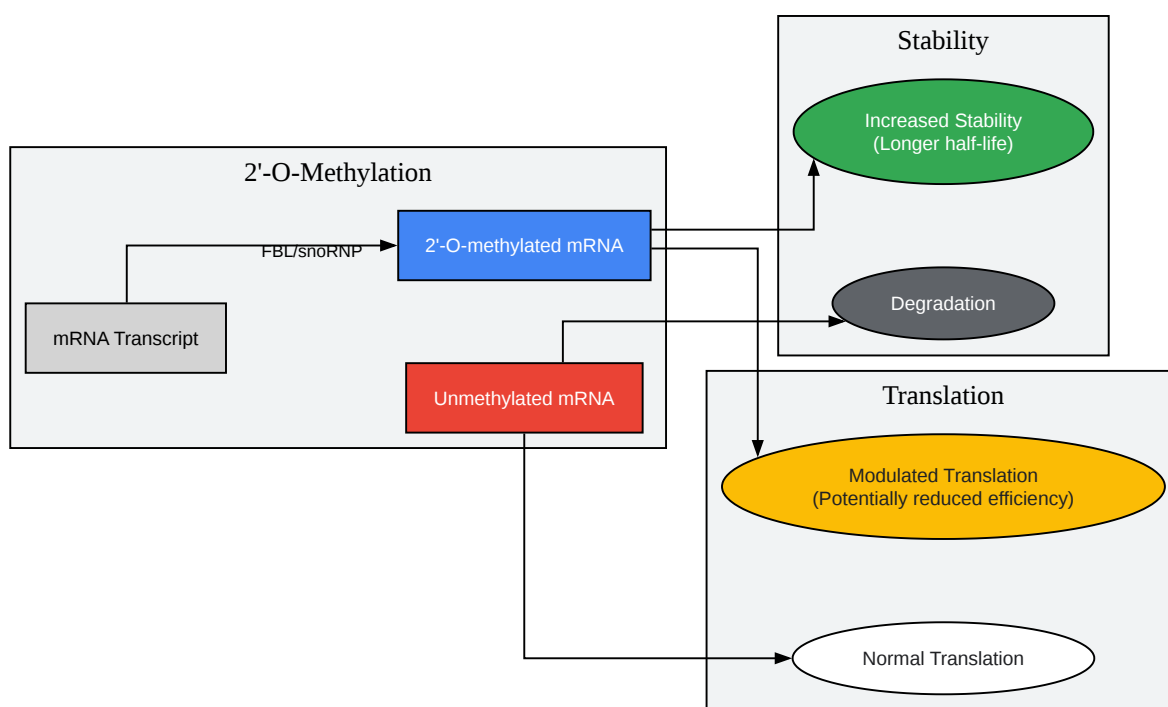 Stability
Increased Stability
(Longer half-life)
2'-O-Methylation
2'-O-methylated mRNA
FBL/snoRNP
Degradation
mRNA Transcript
Unmethylated mRNA
Translation
Modulated Translation
(Potentially reduced efficiency)
Normal Translation